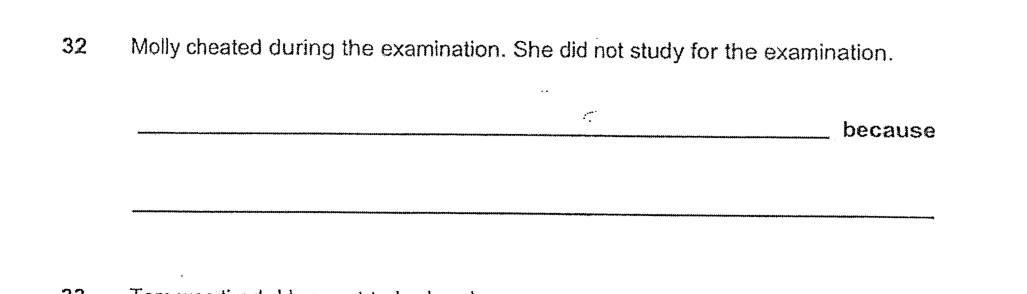 32 Molly cheated during the examination. She did not study for the examination.
because